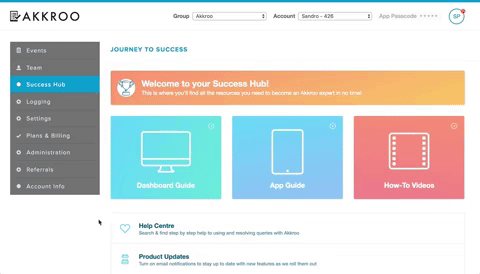 AKKROO
Group Akkroo Account Sandro - 426 App Passcode SP
Events
Team
Success Hub
Logging
Settings
Plans & Billing
Administration
Referrals
Account Info
JOURNEY TO SUCCESS
Welcome to your Success Hub!
This is where you'll find all the resources you need to become an Akkroo expert in no time!
Dashboard Guide
App Guide
How-To Videos
Help Centre
Search & find step by step help to using and resolving queries with Akkroo
Product Updates
Turn on email notifications to stay up to date with new features as we roll them out